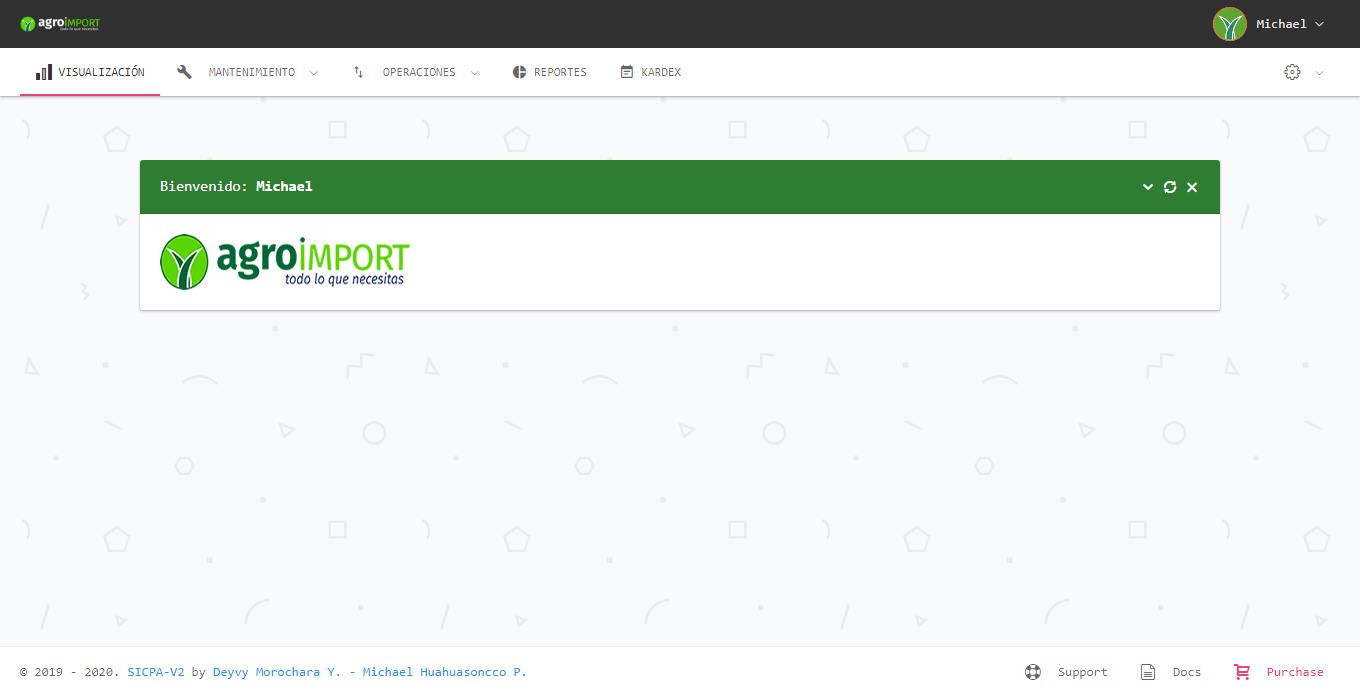 agroimport
todo lo que necesitas
Michael
VISUALIZACIÓN MANTENIMIENTO OPERACIONES REPORTES KARDEX
Bienvenido: Michael
agroimport
todo lo que necesitas
© 2019 - 2020. SICPA-V2 by Deyvy Morochara Y. - Michael Huahuasoncco P. Support Docs Purchase